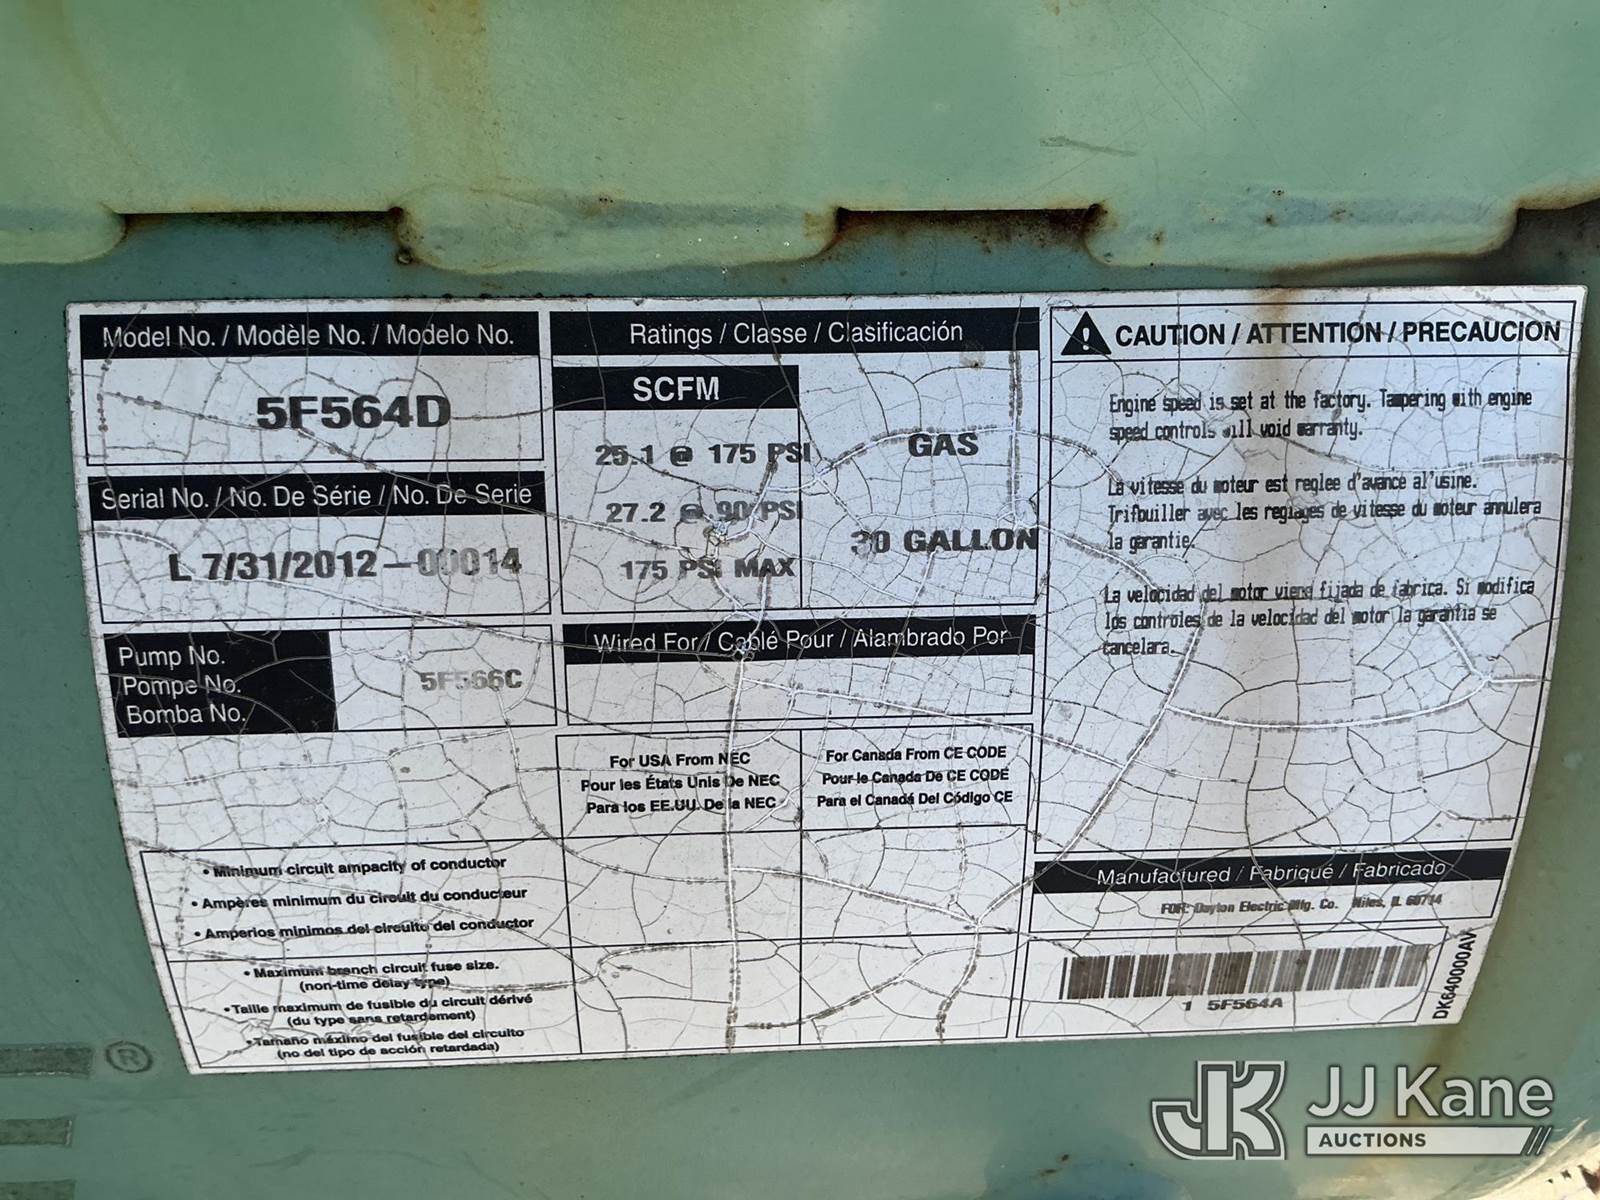 Model No. / Modèle No. / Modelo No.
5F564D
Serial No. / No. De Série / No. De Serie
L 7/31/2012 – 00014
Pump No.
Pompe No.
Bomba No.
5F566C
Ratings / Classe / Clasificación
SCFM
25.1 @ 175 PSI
27.2 @ 90 PSI
175 PSI MAX
GAS
30 GALLON
Wired For / Cablé Pour / Alambrado Por
For USA From NEC
Pour les États Unis De NEC
Para los EE.UU. De la NEC
For Canada From CE CODE
Pour le Canada De CE CODE
Para el Canadá Del Código CE
• Minimum circuit ampacity of conductor
• Ampères minimum du circuit du conducteur
• Amperios mínimos del circuito del conductor
• Maximum branch circuit fuse size.
(non-time delay type)
• Taille maximum de fusible du circuit dérivé
(du type sans retardement)
• Tamaño máximo del fusible del circuito
(no del tipo de acción retardada)
CAUTION / ATTENTION / PRECAUCION
Engine speed is set at the factory. Tampering with engine
speed controls will void warranty.
La vitesse du moteur est reglee d'avance al'usine.
Trifouiller avec les reglages de vitesse du moteur annulera
la garantie.
La velocidad del motor viene fijada de fabrica. Si modifica
los controles de la velocidad del motor la garantia se
cancelara.
Manufactured / Fabriqué / Fabricado
FOR: Dayton Electric Mfg. Co. Niles, IL 60714
1 5F564A
DK640000AV
®
JK JJ Kane
AUCTIONS